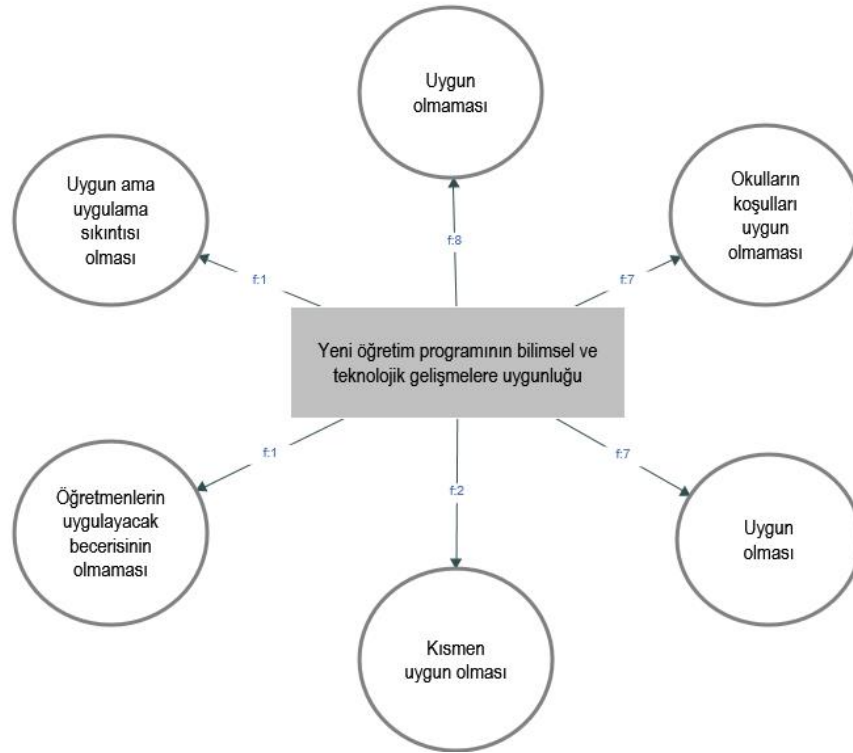 Uygun
olmaması
Uygun ama
uygulama
sıkıntısı
olması
Okulların
koşulları
uygun
olmaması
f:8
f:1
f:7
Yeni öğretim programının bilimsel ve
teknolojik gelişmelere uygunluğu
f:1
f:2
f:7
Öğretmenlerin
uygulayacak
becerisinin
olmaması
Uygun
olması
Kısmen
uygun olması